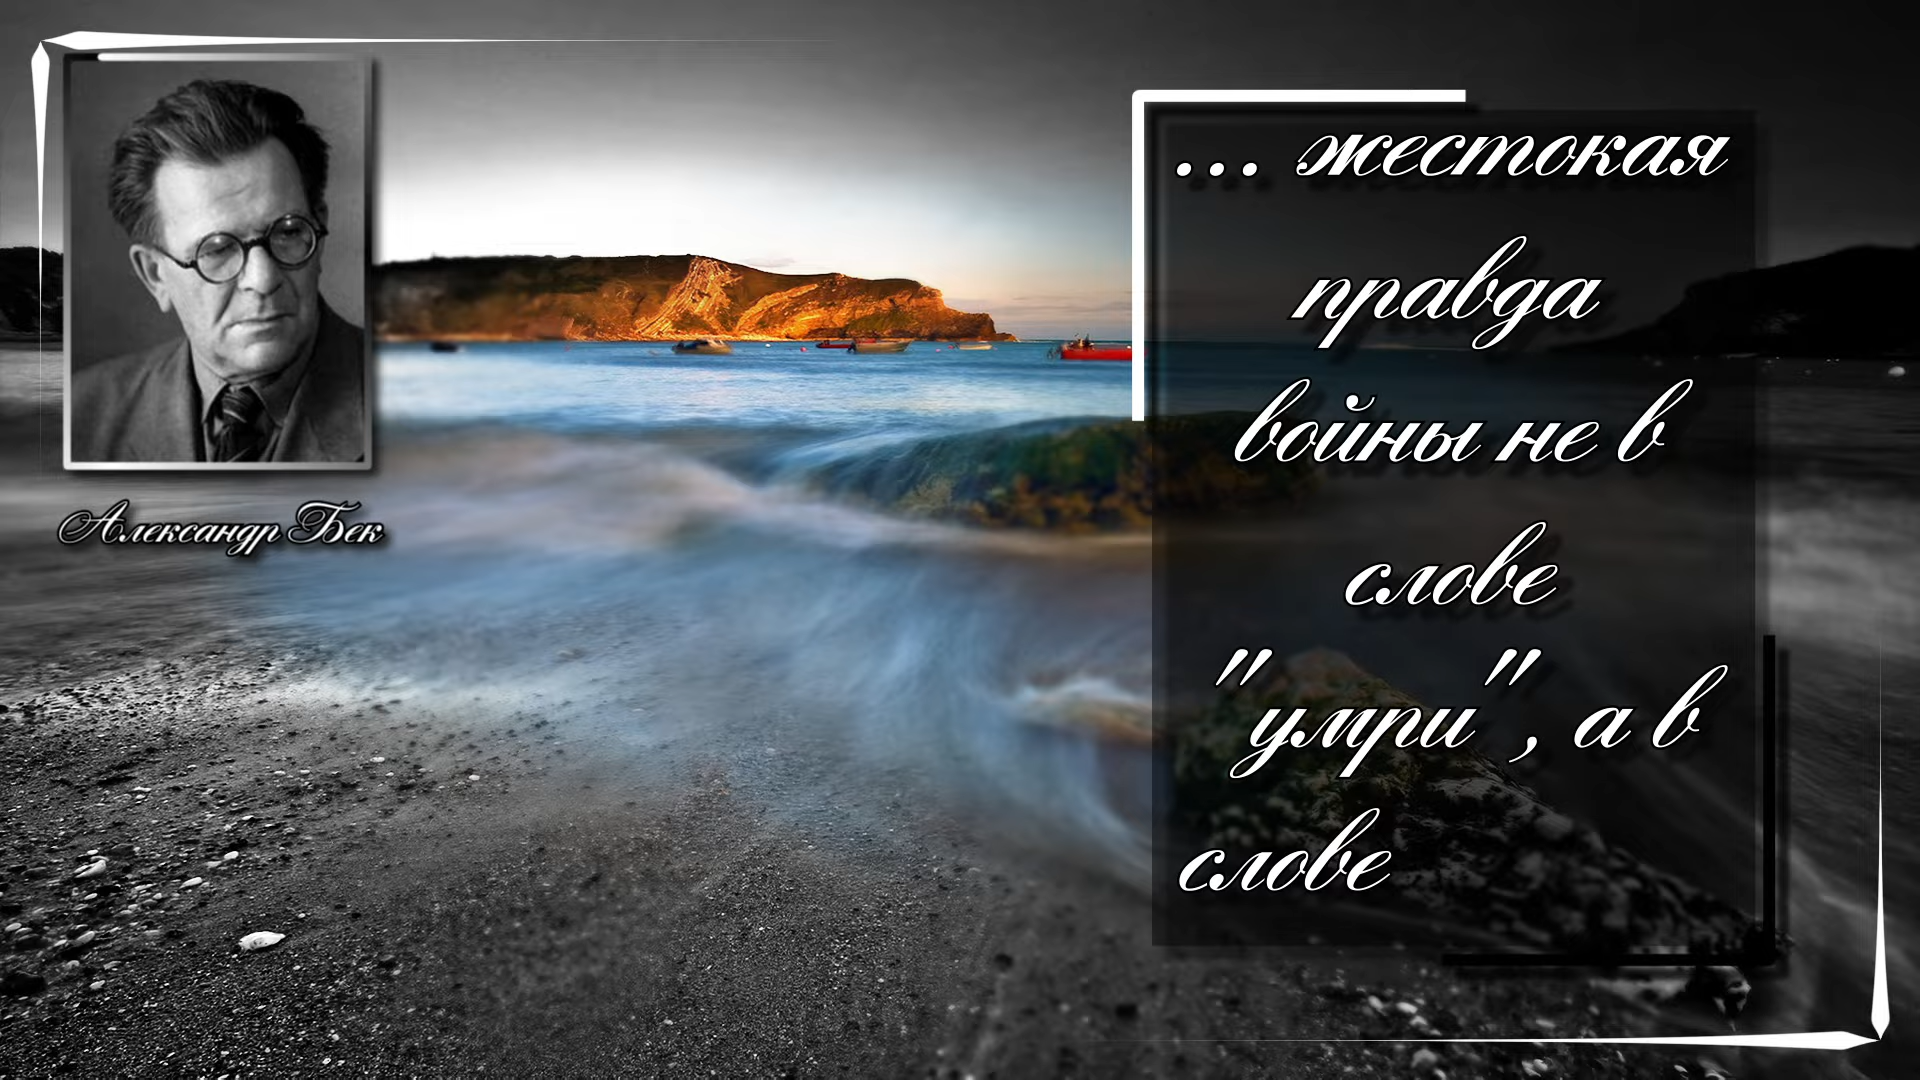 Александр Бек
... жестокая
правда
войны не в
слове
"умри", а в
слове